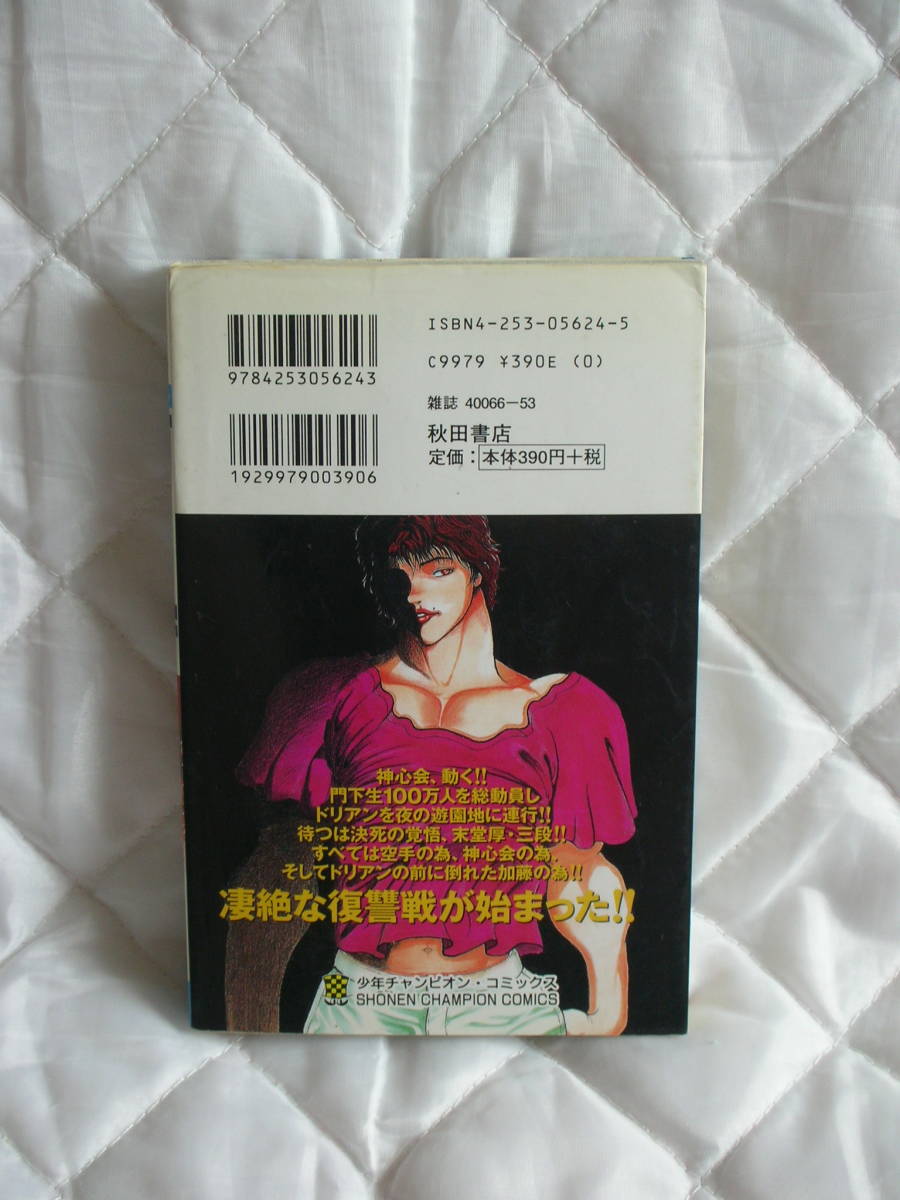 ISBN4-253-05624-5
C9979 ¥390E (0)
9784253056243
雑誌 40066-53
秋田書店
定価：本体390円+税
1929979003906
神心会、動く!!
門下生100万人を総動員し
ドリアンを夜の遊園地に連行!!
待つは決死の覚悟、末堂厚・三段!!
すべては空手の為、神心会の為、
そしてドリアンの前に倒れた加藤の為!!
凄絶な復讐戦が始まった!!
少年チャンピオン・コミックス
SHŌNEN CHAMPION COMICS